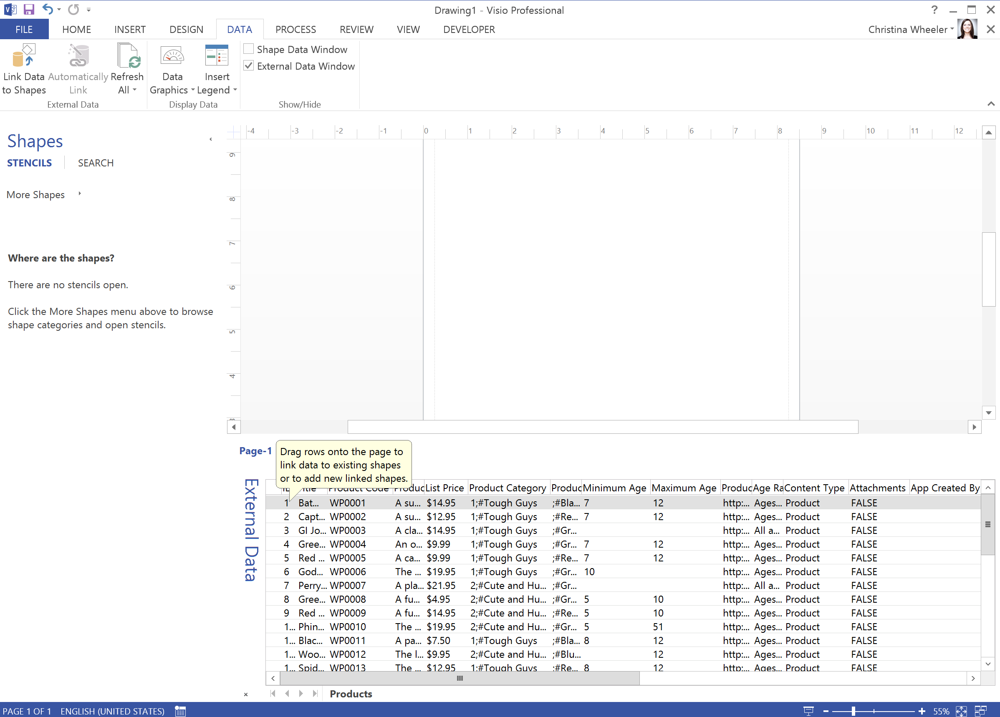 Drawing1 - Visio Professional
?
FILE HOME INSERT DESIGN DATA PROCESS REVIEW VIEW DEVELOPER
Christina Wheeler
Link Data to Shapes
Automatically Link
Refresh All
External Data
Data Graphics
Insert Legend
Display Data
Shape Data Window
External Data Window
Show/Hide
Shapes
STENCILS SEARCH
More Shapes
Where are the shapes?
There are no stencils open.
Click the More Shapes menu above to browse
shape categories and open stencils.
-4 -3 -2 -1 0 1 2 3 4 5 6 7 8 9 10 11 12
9
8
7
6
5
4
Page-1
Drag rows onto the page to
link data to existing shapes
or to add new linked shapes.
External Data
List Price Product Category Produc Minimum Age Maximum Age Produc Age Ra Content Type Attachments App Created By
1 Bat... WP0001 A su... $14.95 1;#Tough Guys ;#Bla... 7 12 http:... Ages... Product FALSE
2 Capt... WP0002 A su... $12.95 1;#Tough Guys ;#Re... 7 12 http:... Ages... Product FALSE
3 GI Jo... WP0003 A cla... $14.95 1;#Tough Guys ;#Gr... http:... All a... Product FALSE
4 Gree... WP0004 An o... $9.99 1;#Tough Guys ;#Gr... 7 12 http:... Ages... Product FALSE
5 Red ... WP0005 A ca... $9.99 1;#Tough Guys ;#Re... 7 12 http:... Ages... Product FALSE
6 God... WP0006 The ... $19.95 1;#Tough Guys ;#Gr... 10 http:... Ages... Product FALSE
7 Perry... WP0007 A pla... $21.95 2;#Cute and Hu... ;#Gr... http:... All a... Product FALSE
8 Gree... WP0008 A fu... $4.95 2;#Cute and Hu... ;#Gr... 5 10 http:... Ages... Product FALSE
9 Red ... WP0009 A fu... $14.95 2;#Cute and Hu... ;#Re... 5 10 http:... Ages... Product FALSE
1... Phin... WP0010 The ... $19.95 2;#Cute and Hu... ;#Gr... 5 51 http:... Ages... Product FALSE
1... Blac... WP0011 A pa... $7.50 1;#Tough Guys ;#Bla... 8 12 http:... Ages... Product FALSE
1... Woo... WP0012 The l... $9.95 2;#Cute and Hu... ;#Blu... 12 http:... Ages... Product FALSE
1... Spid... WP0013 The ... $12.95 1;#Tough Guys ;#Re... 8 12 http:... Ages... Product FALSE
Products
PAGE 1 OF 1 ENGLISH (UNITED STATES) 55%